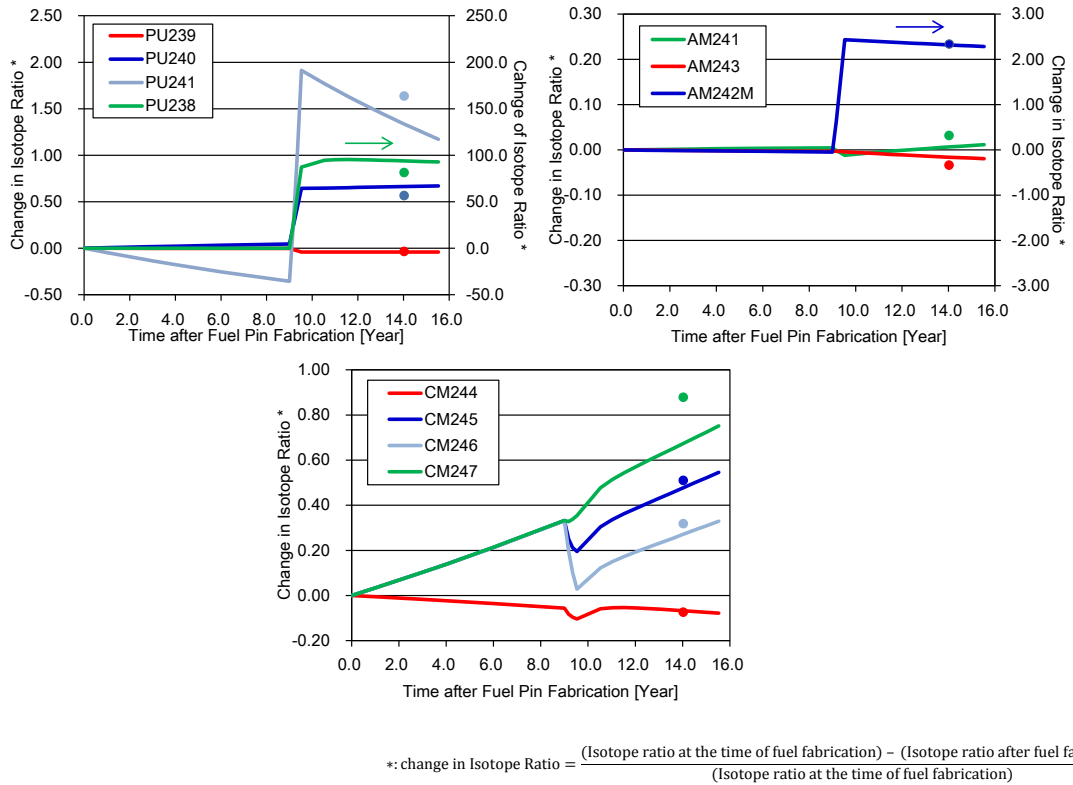 2.50
2.00
1.50
1.00
0.50
0.00
-0.50
250.0
200.0
150.0
100.0
50.0
0.0
-50.0
Change in Isotope Ratio *
Cahnge of Isotope
Ratio *
PU239
PU240
PU241
PU238
0.0 2.0 4.0 6.0 8.0 10.0 12.0 14.0 16.0
Time after Fuel Pin Fabrication [Year]
0.30
0.20
0.10
0.00
-0.10
-0.20
-0.30
3.00
2.00
1.00
0.00
-1.00
-2.00
-3.00
Change in Isotope Ratio *
Change in Isotope Ratio *
AM241
AM243
AM242M
0.0 2.0 4.0 6.0 8.0 10.0 12.0 14.0 16.0
Time after Fuel Pin Fabrication [Year]
1.00
0.80
0.60
0.40
0.20
0.00
-0.20
Change in Isotope Ratio *
CM244
CM245
CM246
CM247
0.0 2.0 4.0 6.0 8.0 10.0 12.0 14.0 16.0
Time after Fuel Pin Fabrication [Year]
(Isotope ratio at the time of fuel fabrication) − (Isotope ratio after fuel fa
*: change in Isotope Ratio =
(Isotope ratio at the time of fuel fabrication)